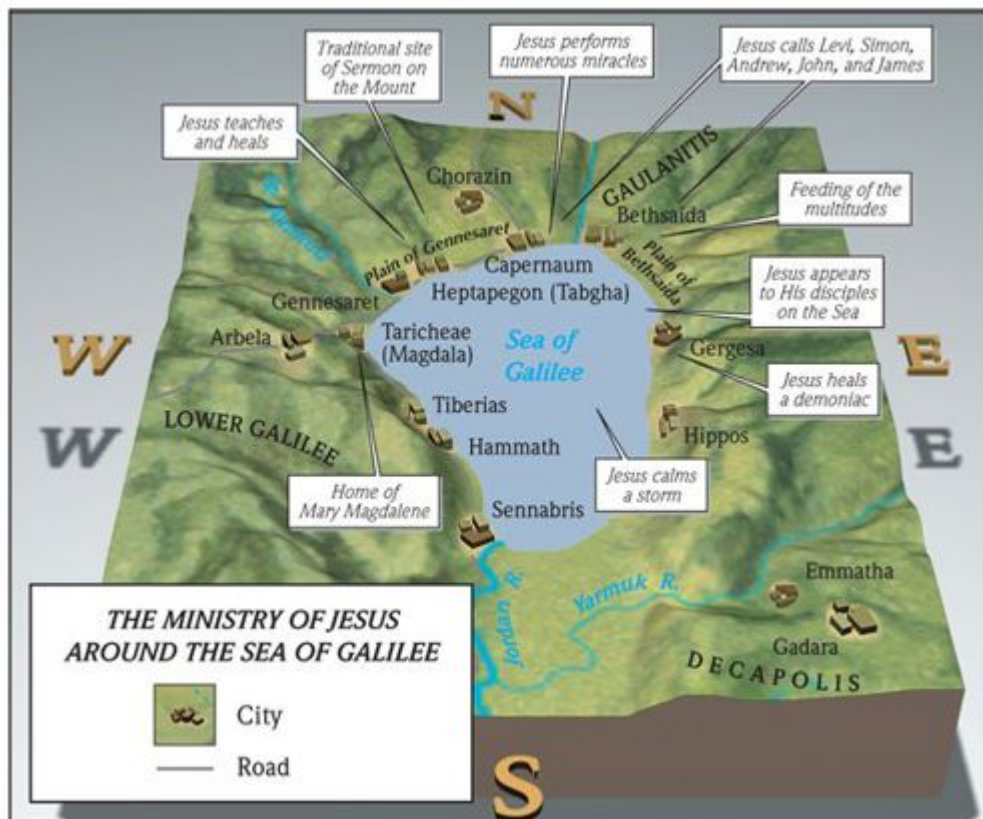 Traditional site
of Sermon on
the Mount
Jesus performs
numerous miracles
Jesus calls Levi, Simon,
Andrew, John, and James
Jesus teaches
and heals
N
GAULANITIS
Chorazin
Bethsaida
Feeding of the
multitudes
Plain of Gennesaret
Plain of
Bethsaida
Capernaum
Heptapegon (Tabgha)
Jesus appears
to His disciples
on the Sea
Gennesaret
Arbela
Taricheae
(Magdala)
Sea of
Galilee
Gergesa
W
E
Jesus heals
a demoniac
Tiberias
LOWER GALILEE
Hammath
Hippos
W
E
Home of
Mary Magdalene
Jesus calms
a storm
Sennabris
Jordan R.
Yarmuk R.
Emmatha
Gadara
DECAPOLIS
THE MINISTRY OF JESUS
AROUND THE SEA OF GALILEE
City
Road
S